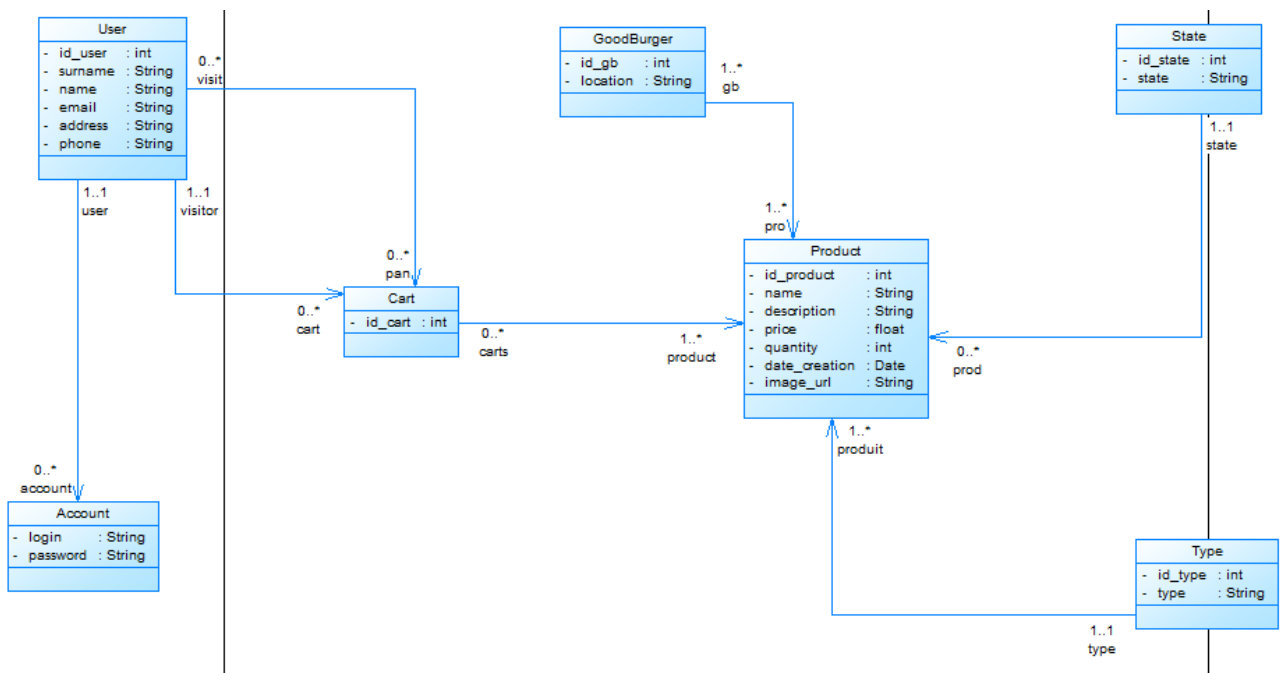 User
- id_user : int
- surname : String
- name : String
- email : String
- address : String
- phone : String
0..*
visit
1..1
user
1..1
visitor
GoodBurger
- id_gb : int
- location : String
1..*
gb
State
- id_state : int
- state : String
1..1
state
1..*
pro
0..*
pan
0..*
cart
Cart
- id_cart : int
0..*
carts
1..*
product
Product
- id_product : int
- name : String
- description : String
- price : float
- quantity : int
- date_creation : Date
- image_url : String
0..*
prod
1..*
produit
0..*
account
Account
- login : String
- password : String
Type
- id_type : int
- type : String
1..1
type